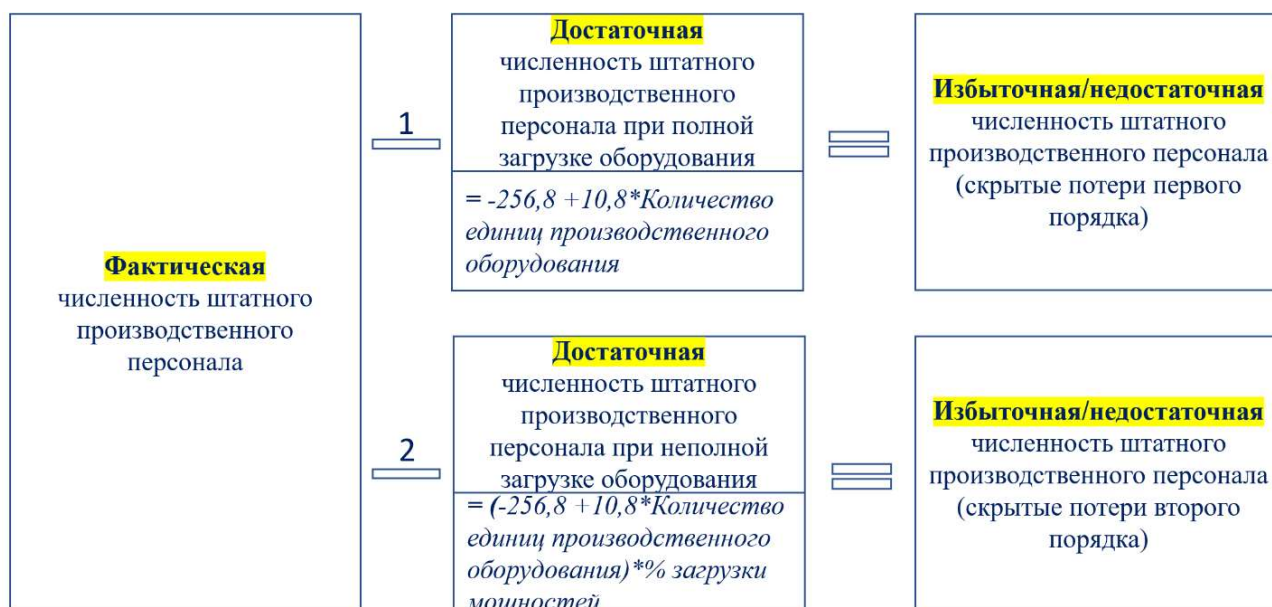 Фактическая
численность штатного
производственного
персонала
1
Достаточная
численность штатного
производственного
персонала при полной
загрузке оборудования
= -256,8 +10,8*Количество
единиц производственного
оборудования
Избыточная/недостаточная
численность штатного
производственного персонала
(скрытые потери первого
порядка)
2
Достаточная
численность штатного
производственного
персонала при неполной
загрузке оборудования
= (-256,8 +10,8*Количество
единиц производственного
оборудования)*% загрузки
мощностей
Избыточная/недостаточная
численность штатного
производственного персонала
(скрытые потери второго
порядка)